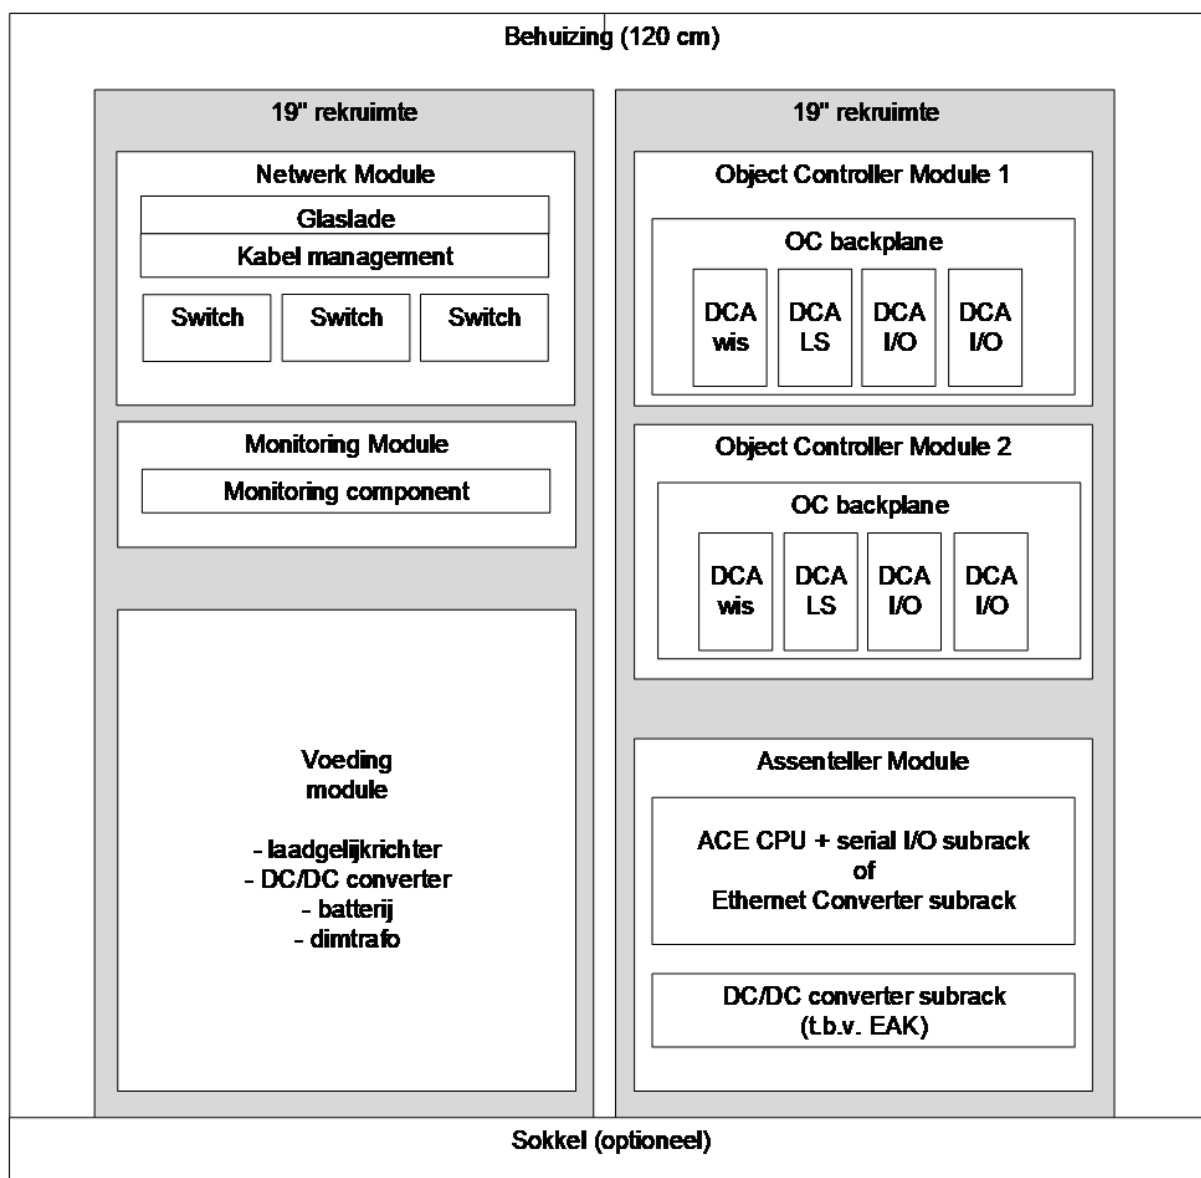 Behuizing (120 cm)
19" rekruimte
Netwerk Module
Glaslade
Kabel management
Switch
Switch
Switch
Monitoring Module
Monitoring component
Voeding
module
- laadgelijkrichter
- DC/DC converter
- batterij
- dimtrafo
19" rekruimte
Object Controller Module 1
OC backplane
DCA
wis
DCA
LS
DCA
I/O
DCA
I/O
Object Controller Module 2
OC backplane
DCA
wis
DCA
LS
DCA
I/O
DCA
I/O
Assenteller Module
ACE CPU + serial I/O subrack
of
Ethernet Converter subrack
DC/DC converter subrack
(t.b.v. EAK)
Sokkel (optioneel)